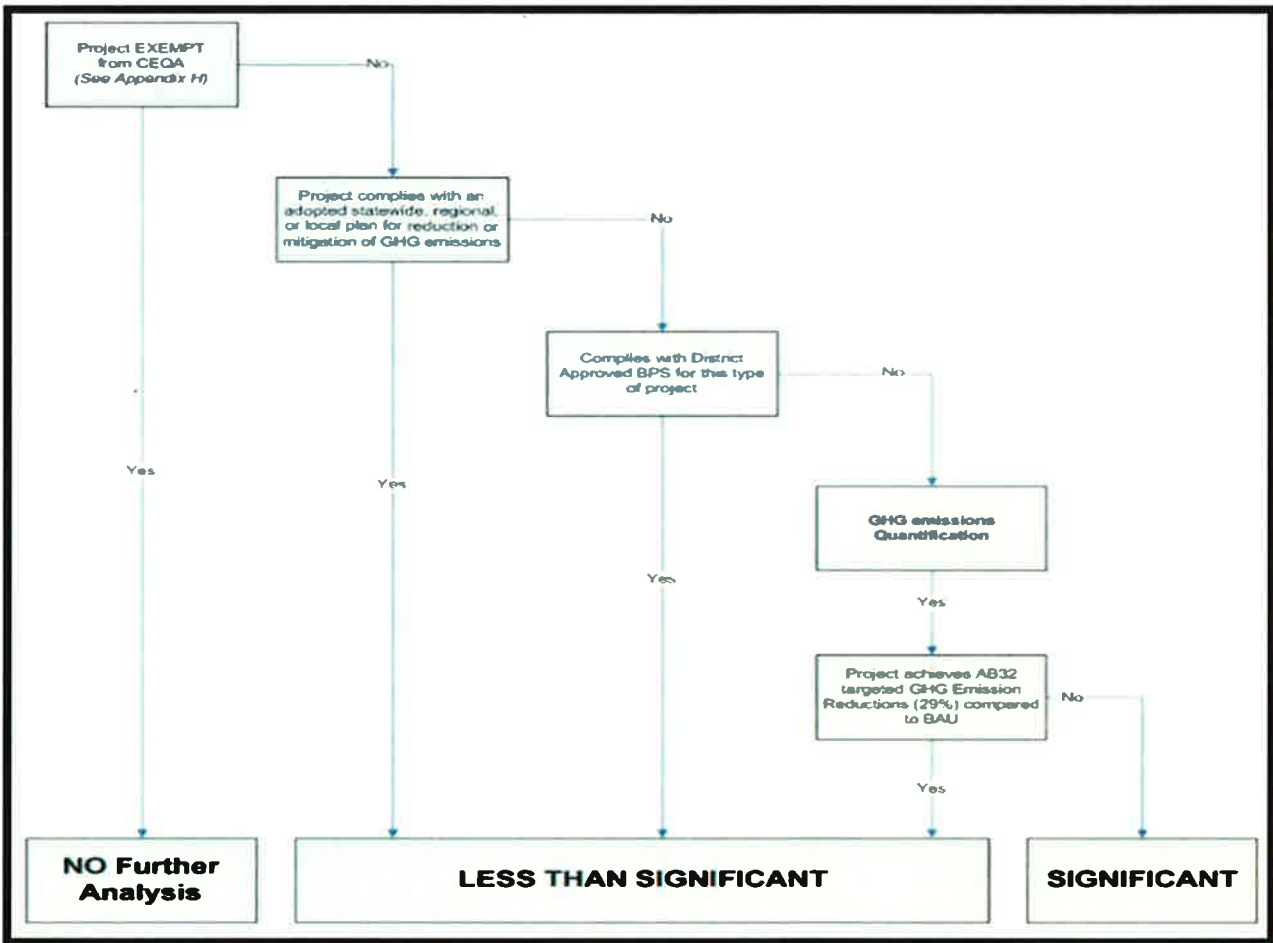 Project EXEMPT
from CEQA
(See Appendix H)
No
Project complies with an
adopted statewide, regional,
or local plan for reduction or
mitigation of GHG emissions
No
Complies with District
Approved BPS for this type
of project
No
Yes
Yes
GHG emissions
Quantification
Yes
Yes
Project achieves AB32
targeted GHG Emission
Reductions (29%) compared
to BAU
No
Yes
NO Further
Analysis
LESS THAN SIGNIFICANT
SIGNIFICANT